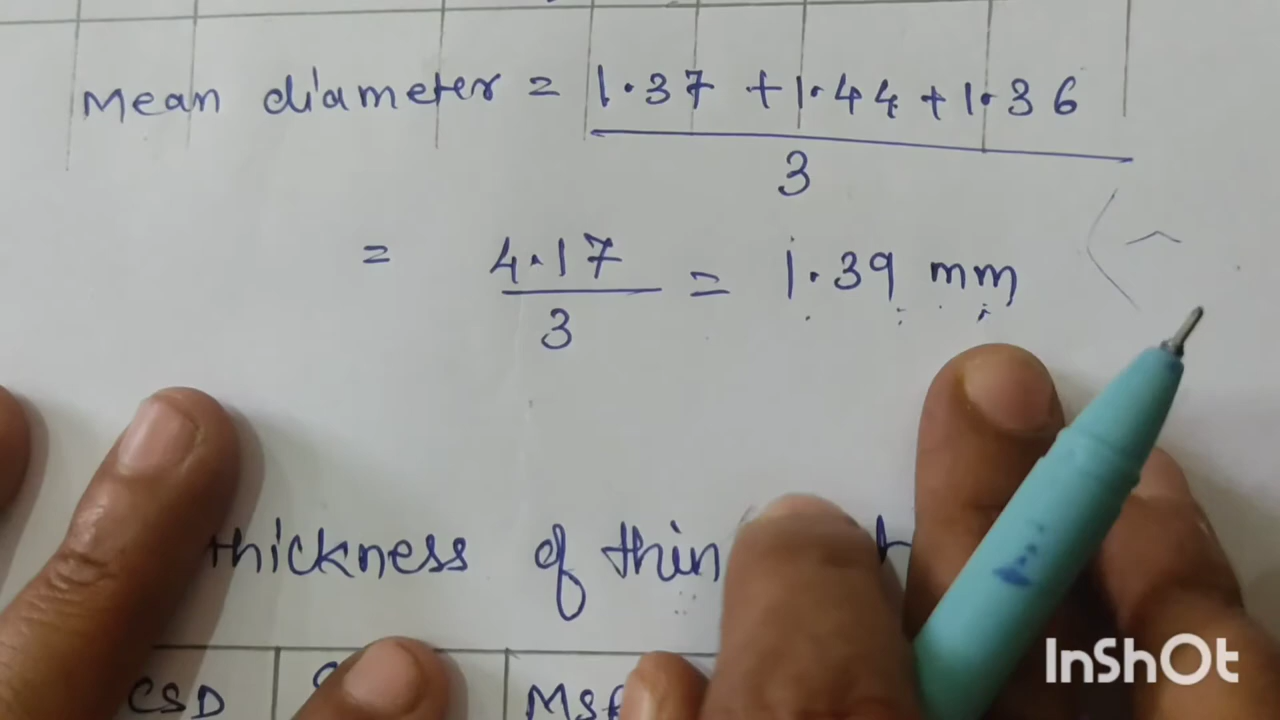 Mean diameter = 1.37 + 1.44 + 1.36
3
= 4.17 = 1.39 mm
3
thickness of thin
CSD MSR
InShOt